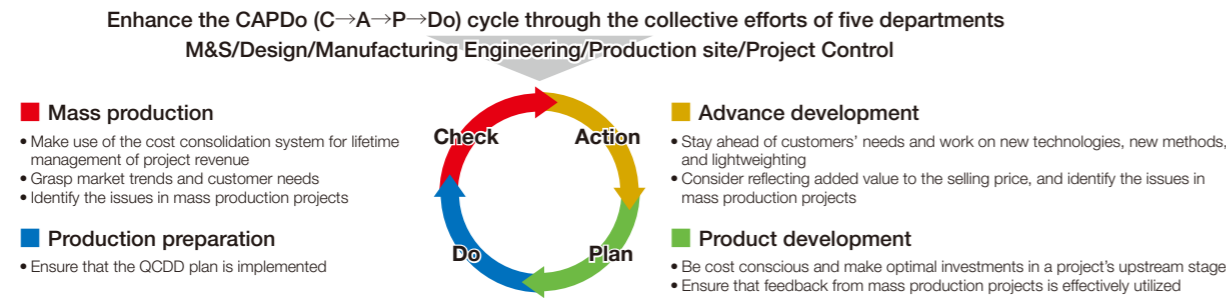 Enhance the CAPDo (C→A→P→Do) cycle through the collective efforts of five departments
M&S/Design/Manufacturing Engineering/Production site/Project Control
Mass production
• Make use of the cost consolidation system for lifetime
management of project revenue
• Grasp market trends and customer needs
• Identify the issues in mass production projects
Production preparation
• Ensure that the QCDD plan is implemented
Check
Action
Do
Plan
Advance development
• Stay ahead of customers' needs and work on new technologies, new methods,
and lightweighting
• Consider reflecting added value to the selling price, and identify the issues in
mass production projects
Product development
• Be cost conscious and make optimal investments in a project's upstream stage
• Ensure that feedback from mass production projects is effectively utilized